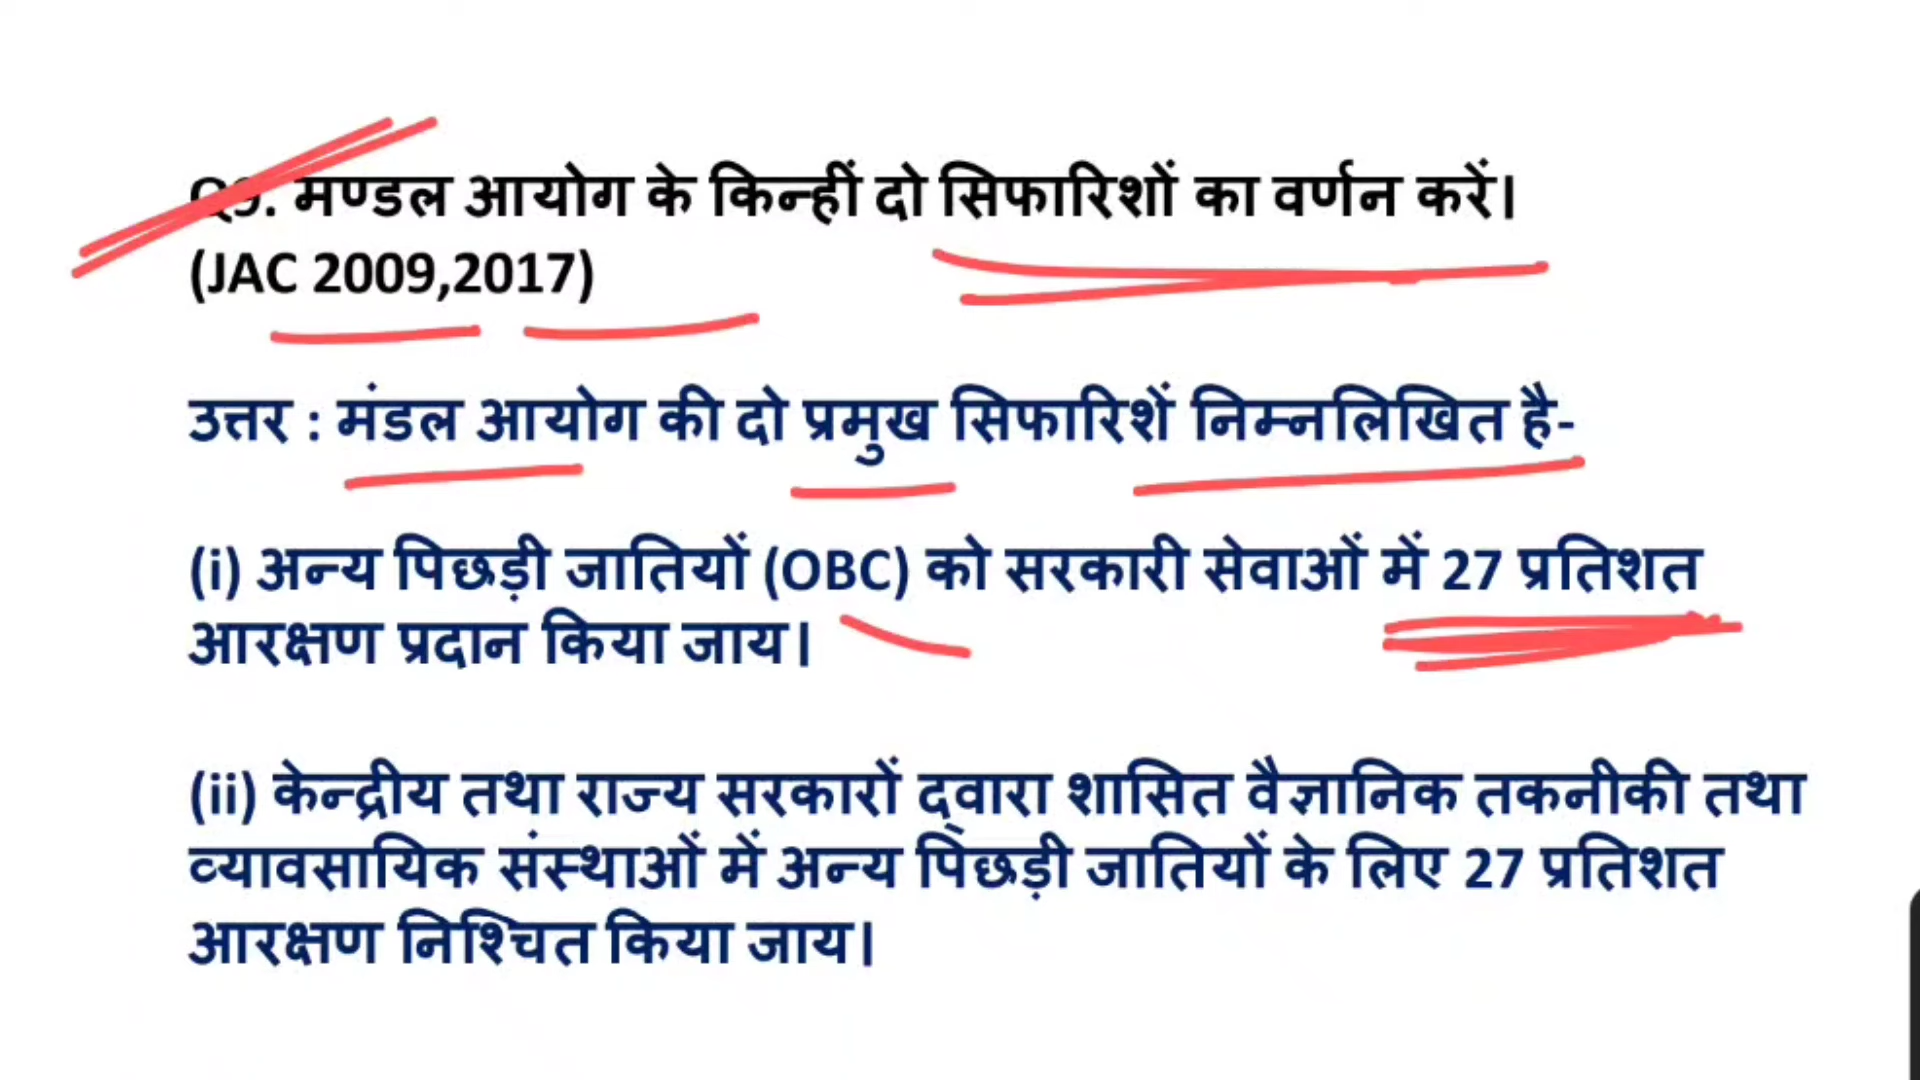 Q9. मण्डल आयोग के किन्हीं दो सिफारिशों का वर्णन करें।
(JAC 2009,2017)
उत्तर : मंडल आयोग की दो प्रमुख सिफारिशें निम्नलिखित है-
(i) अन्य पिछड़ी जातियों (OBC) को सरकारी सेवाओं में 27 प्रतिशत
आरक्षण प्रदान किया जाय।
(ii) केन्द्रीय तथा राज्य सरकारों द्वारा शासित वैज्ञानिक तकनीकी तथा
व्यावसायिक संस्थाओं में अन्य पिछड़ी जातियों के लिए 27 प्रतिशत
आरक्षण निश्चित किया जाय।